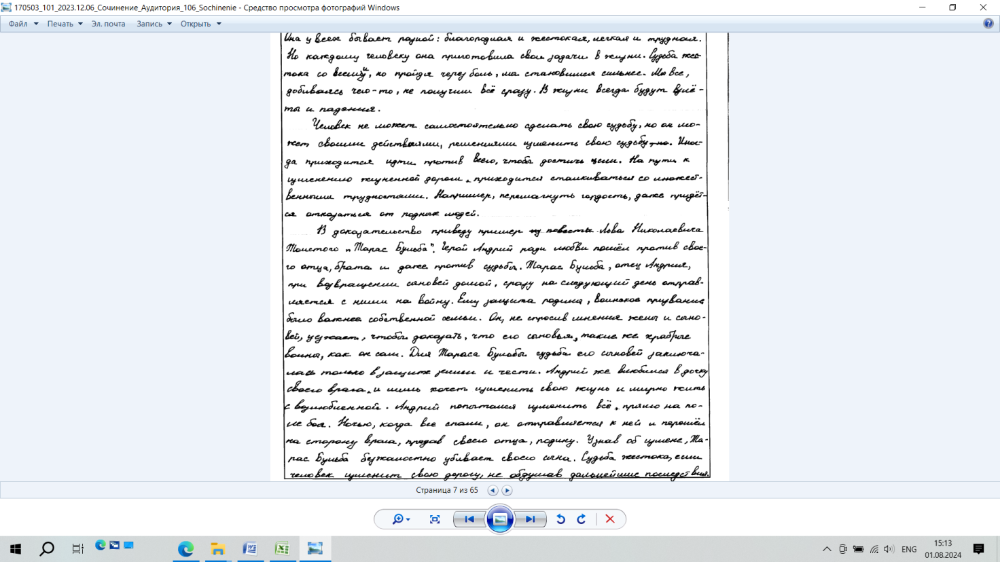 170503_101_2023.12.06_Сочинение_Аудитория_106_Sochinenie - Средство просмотра фотографий Windows
Файл Печать Эл. почта Запись Открыть
Она у всех бывает разной: благородная и жестокая, легкая и трудная.
Но каждому человеку она приготовила свои задачи в жизни. Судьба жес-
тока со всеми, но пройдя через боль, мы становимся сильнее. Мы все,
добиваясь чего-то, не получим всё сразу. В жизни всегда будут взлё-
ты и падения.
Человек не может самостоятельно сделать свою судьбу, но он мо-
жет своими действиями, решениями изменить свою судьбу. Иног-
да приходится идти против всего, чтобы достичь цели. На пути к
изменению жизненной дороги, приходится сталкиваться со множест-
венными трудностями. Например, перешагнуть гордость, даже придёт-
ся отказаться от родных людей.
В доказательство приведу пример из повести Льва Николаевича
Толстого "Тарас Бульба". Герой Андрий ради любви пошёл против свое-
го отца, брата и даже против судьбы. Тарас Бульба, отец Андрия,
при возвращении сыновей домой, сразу на следующий день отправ-
ляется с ними на войну. Ему защита родины, воинское призвание
было важнее собственной семьи. Он, не спросив мнения жены и сыно-
вей, уезжает, чтобы доказать, что его сыновья, такие же храбрые
воины, как он сам. Для Тараса Бульбы судьба его сыновей заключа-
лась только в защите земли и чести. Андрий же влюбился в дочку
своего врага, и лишь хочет изменить свою жизнь и мирно жить
с возлюбленной. Андрий попытался изменить всё, прямо на по-
ле боя. Ночью, когда все спали, он отправляется к ней и перешёл
на сторону врага, предав своего отца, родину. Узнав об измене, Та-
рас Бульба безжалостно убивает своего сына. Судьба жестока, если
человек изменит свою дорогу, не обдумав дальнейшие последствия.
Страница 7 из 65
ENG
15:13
01.08.2024